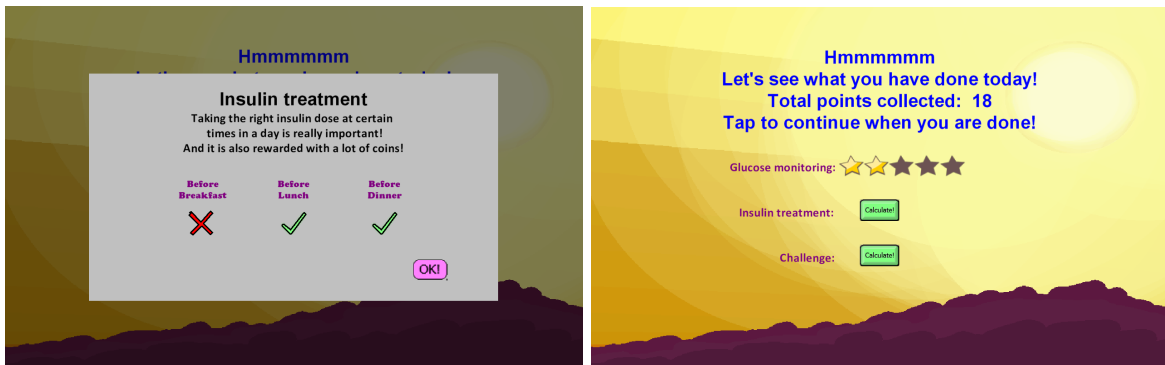 Hmmmmmm
Insulin treatment
Taking the right insulin dose at certain
times in a day is really important!
And it is also rewarded with a lot of coins!
Before Before Before
Breakfast Lunch Dinner
OK!
Hmmmmmm
Let's see what you have done today!
Total points collected: 18
Tap to continue when you are done!
Glucose monitoring:
Insulin treatment: Calculate!
Challenge: Calculate!